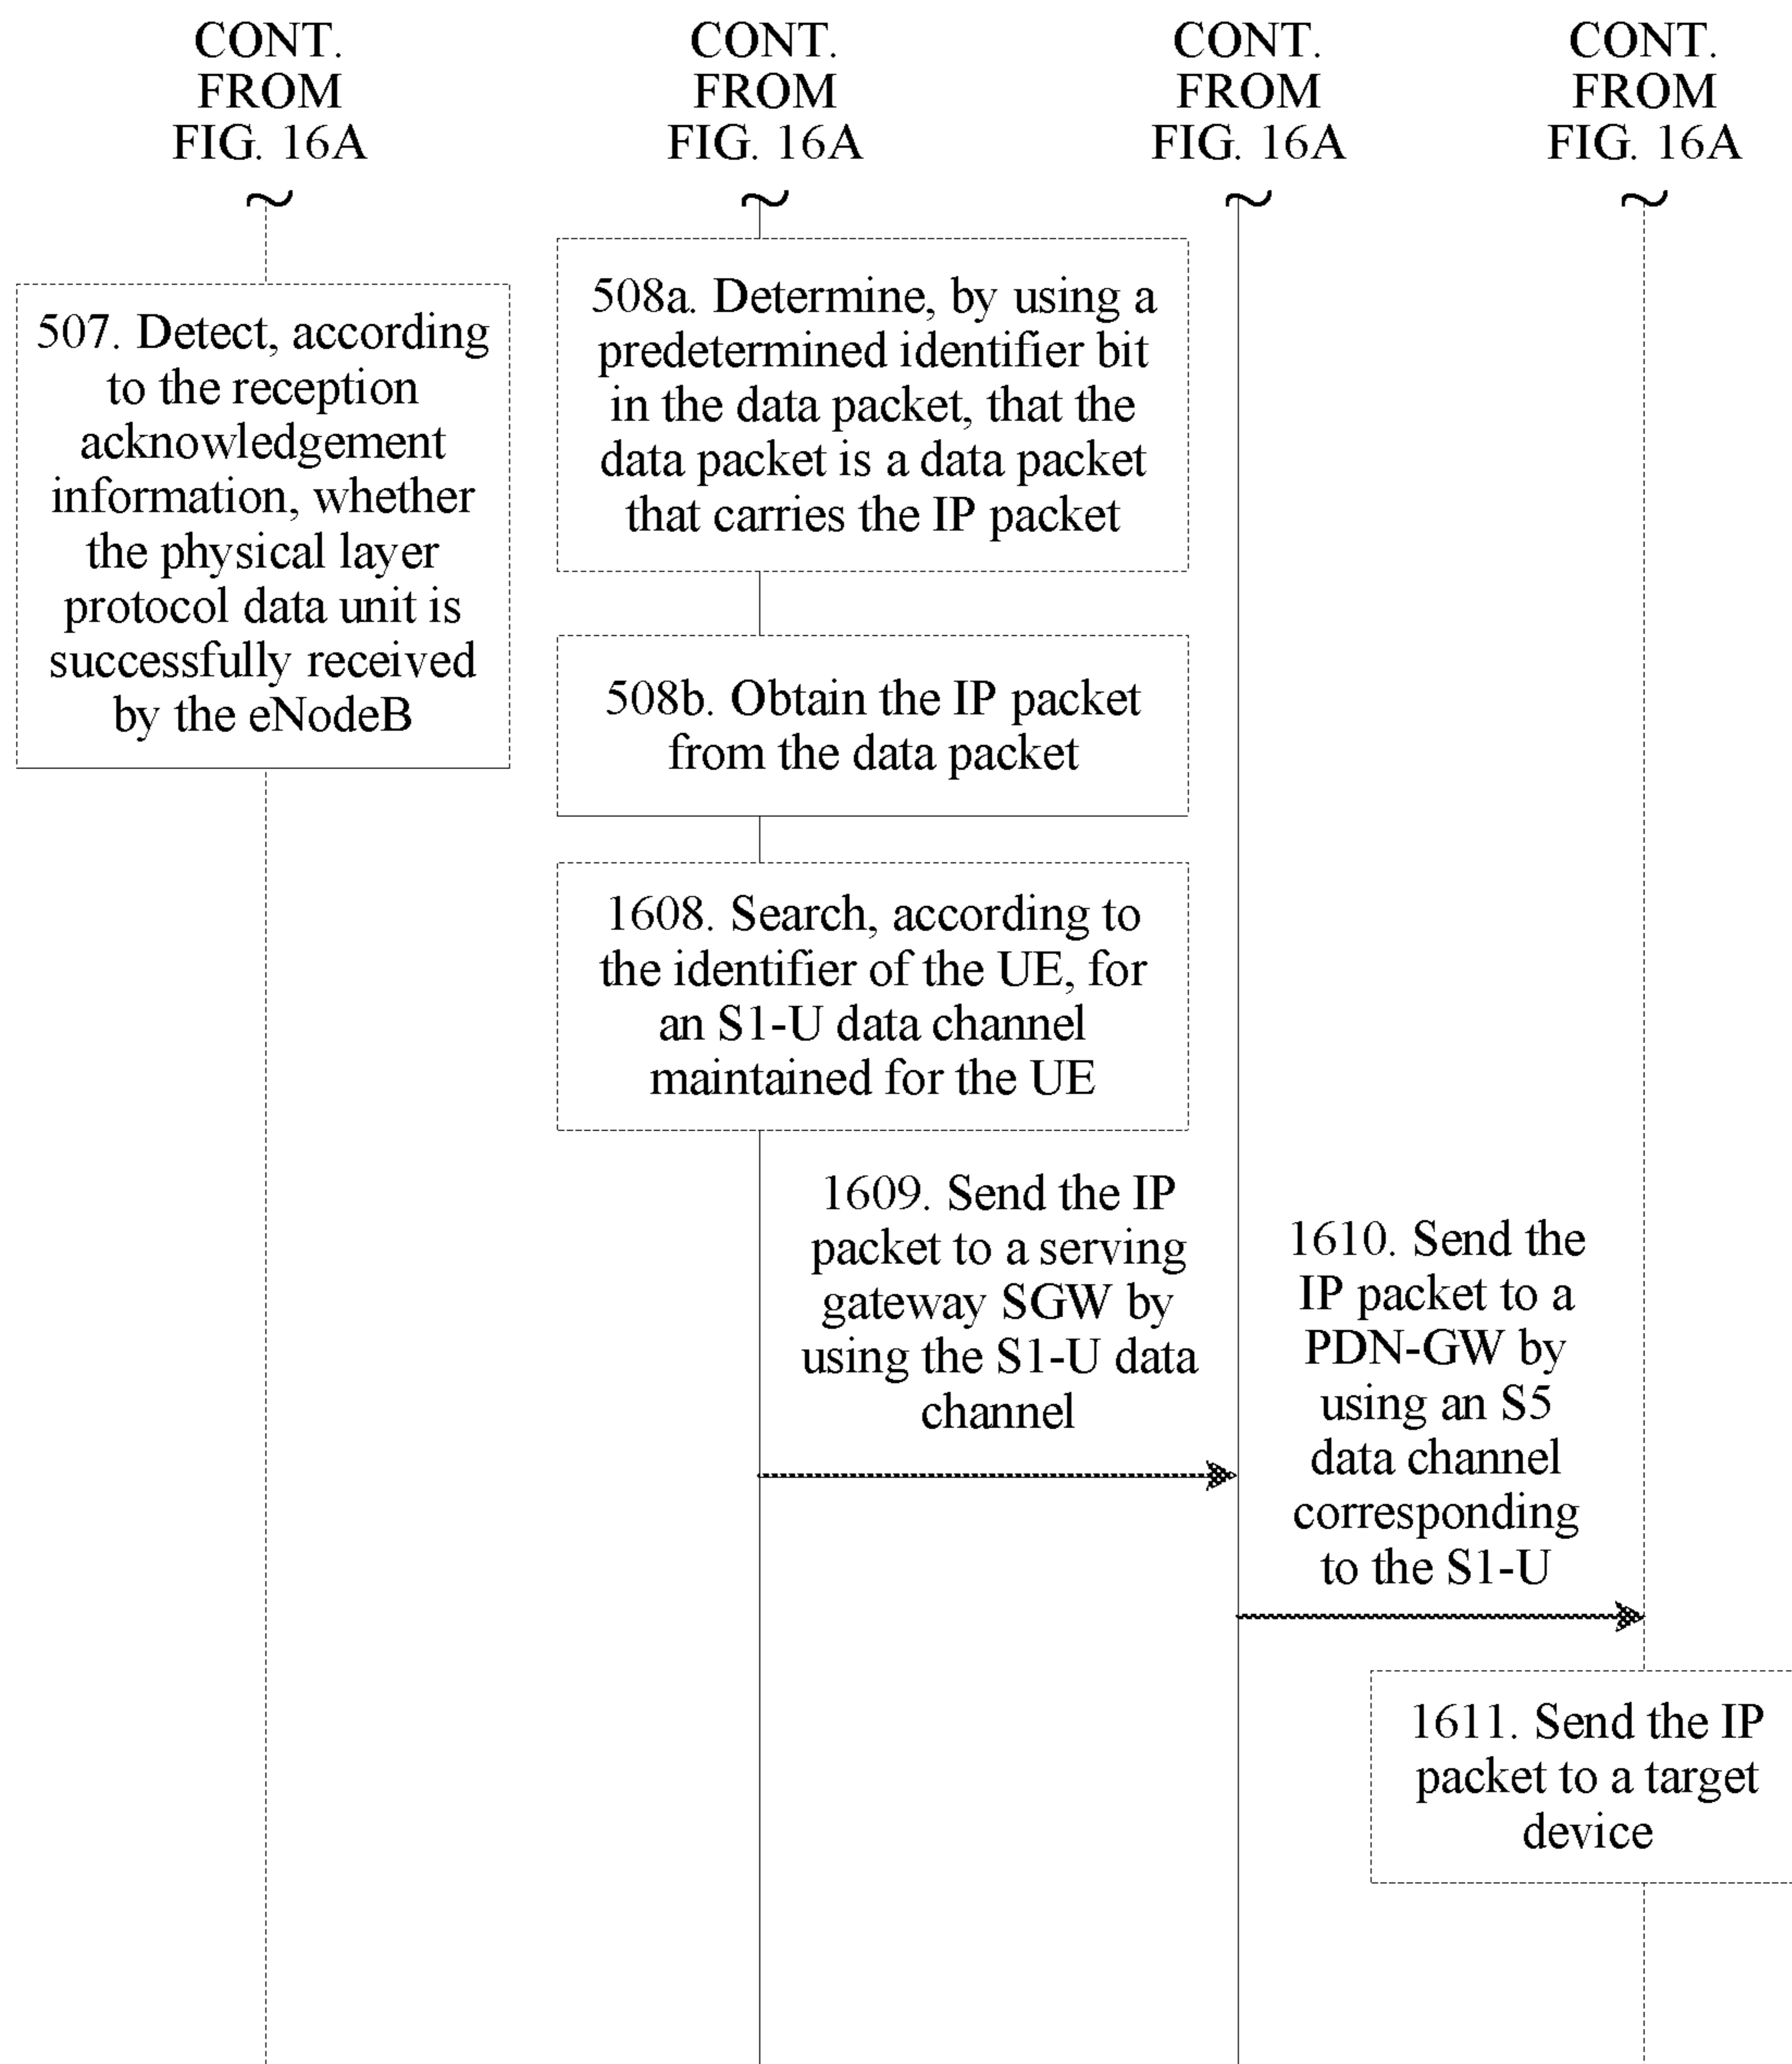 CONT.
FROM
FIG. 16A
CONT.
FROM
FIG. 16A
CONT.
FROM
FIG. 16A
CONT.
FROM
FIG. 16A
507. Detect, according
to the reception
acknowledgement
information, whether
the physical layer
protocol data unit is
successfully received
by the eNodeB
508a. Determine, by using a
predetermined identifier bit
in the data packet, that the
data packet is a data packet
that carries the IP packet
508b. Obtain the IP packet
from the data packet
1608. Search, according to
the identifier of the UE, for
an S1-U data channel
maintained for the UE
1609. Send the IP
packet to a serving
gateway SGW by
using the S1-U data
channel
1610. Send the
IP packet to a
PDN-GW by
using an S5
data channel
corresponding
to the S1-U
1611. Send the IP
packet to a target
device